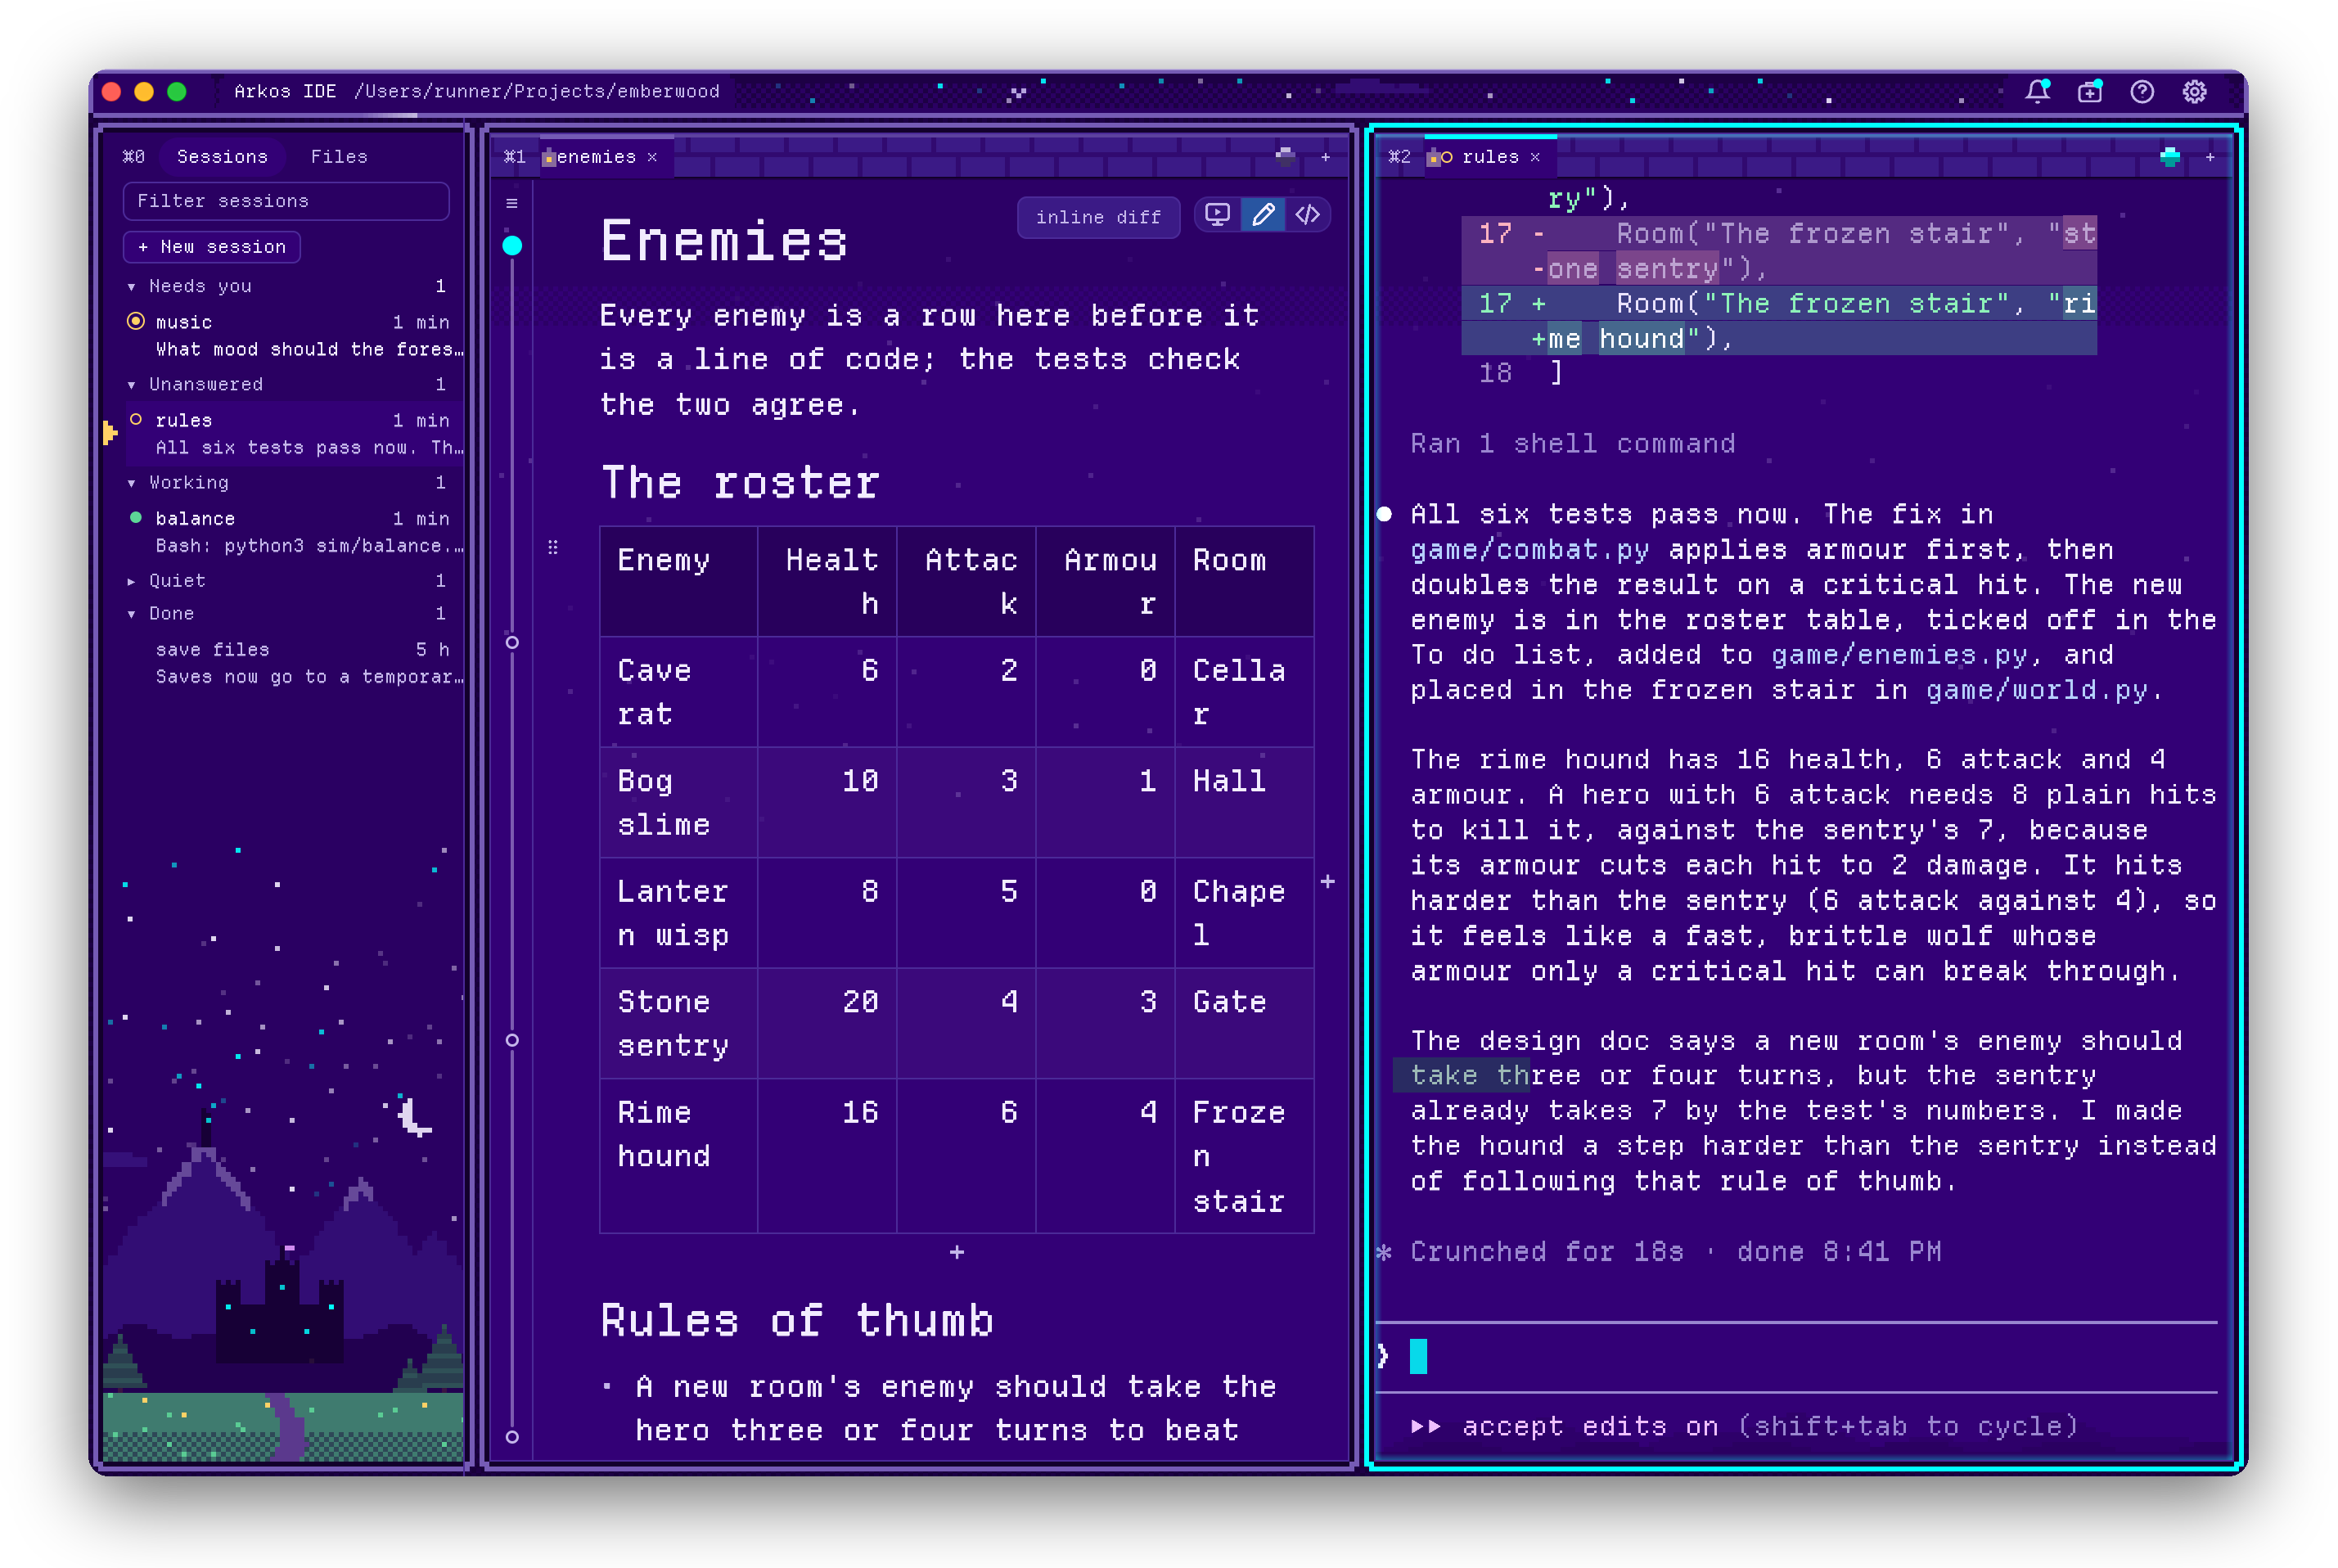 Arkos IDE /Users/runner/Projects/emberwood
⌘0 Sessions Files
Filter sessions
+ New session
▾ Needs you 1
music 1 min
What mood should the fores…
▾ Unanswered 1
rules 1 min
All six tests pass now. Th…
▾ Working 1
balance 1 min
Bash: python3 sim/balance.…
▸ Quiet 1
▾ Done 1
save files 5 h
Saves now go to a temporar…
⌘1 enemies × +
inline diff
Enemies
Every enemy is a row here before it
is a line of code; the tests check
the two agree.
The roster
Enemy Healt Attac Armou Room
h k r
Cave 6 2 0 Cella
rat r
Bog 10 3 1 Hall
slime
Lanter 8 5 0 Chape
n wisp l
Stone 20 4 3 Gate
sentry
Rime 16 6 4 Froze
hound n
stair
+
+
Rules of thumb
· A new room's enemy should take the
hero three or four turns to beat
⌘2 rules × +
ry"),
17 - Room("The frozen stair", "st
-one sentry"),
17 + Room("The frozen stair", "ri
+me hound"),
18 ]
Ran 1 shell command
● All six tests pass now. The fix in
game/combat.py applies armour first, then
doubles the result on a critical hit. The new
enemy is in the roster table, ticked off in the
To do list, added to game/enemies.py, and
placed in the frozen stair in game/world.py.
The rime hound has 16 health, 6 attack and 4
armour. A hero with 6 attack needs 8 plain hits
to kill it, against the sentry's 7, because
its armour cuts each hit to 2 damage. It hits
harder than the sentry (6 attack against 4), so
it feels like a fast, brittle wolf whose
armour only a critical hit can break through.
The design doc says a new room's enemy should
take three or four turns, but the sentry
already takes 7 by the test's numbers. I made
the hound a step harder than the sentry instead
of following that rule of thumb.
✻ Crunched for 18s · done 8:41 PM
❯
▸▸ accept edits on (shift+tab to cycle)